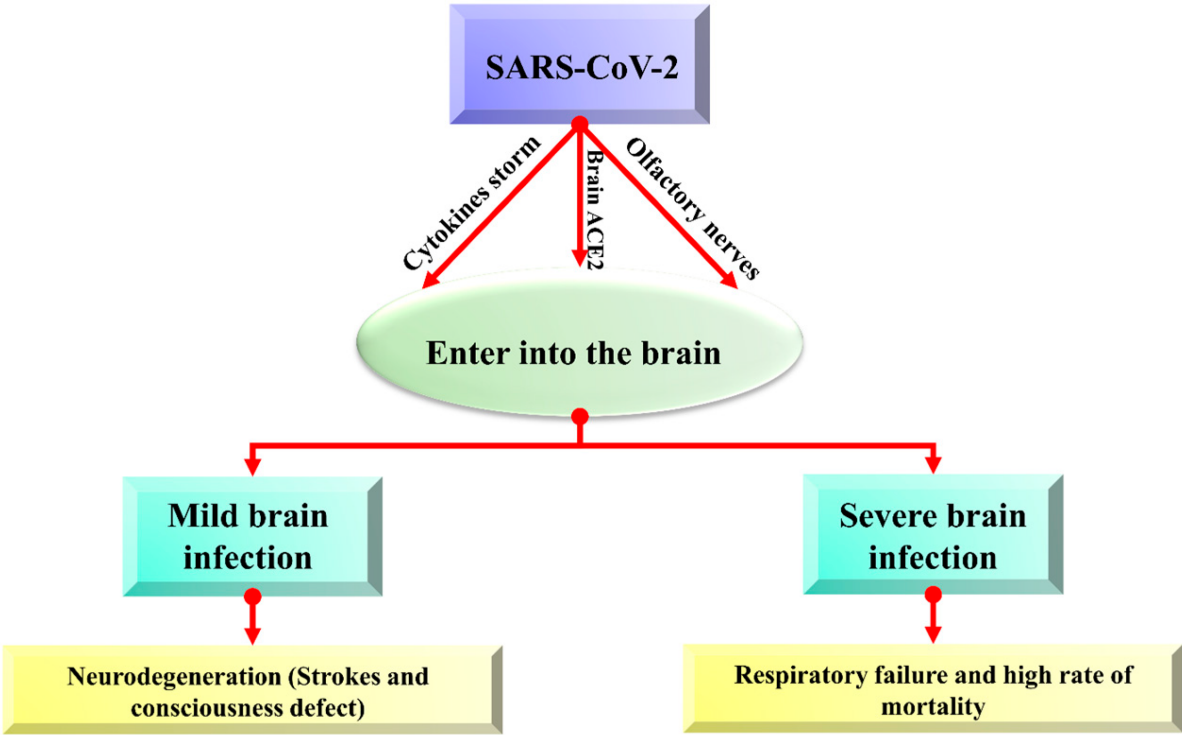 SARS-CoV-2
Cytokines storm
Brain ACE2
Olfactory nerves
Enter into the brain
Mild brain
infection
Severe brain
infection
Neurodegeneration (Strokes and
consciousness defect)
Respiratory failure and high rate of
mortality